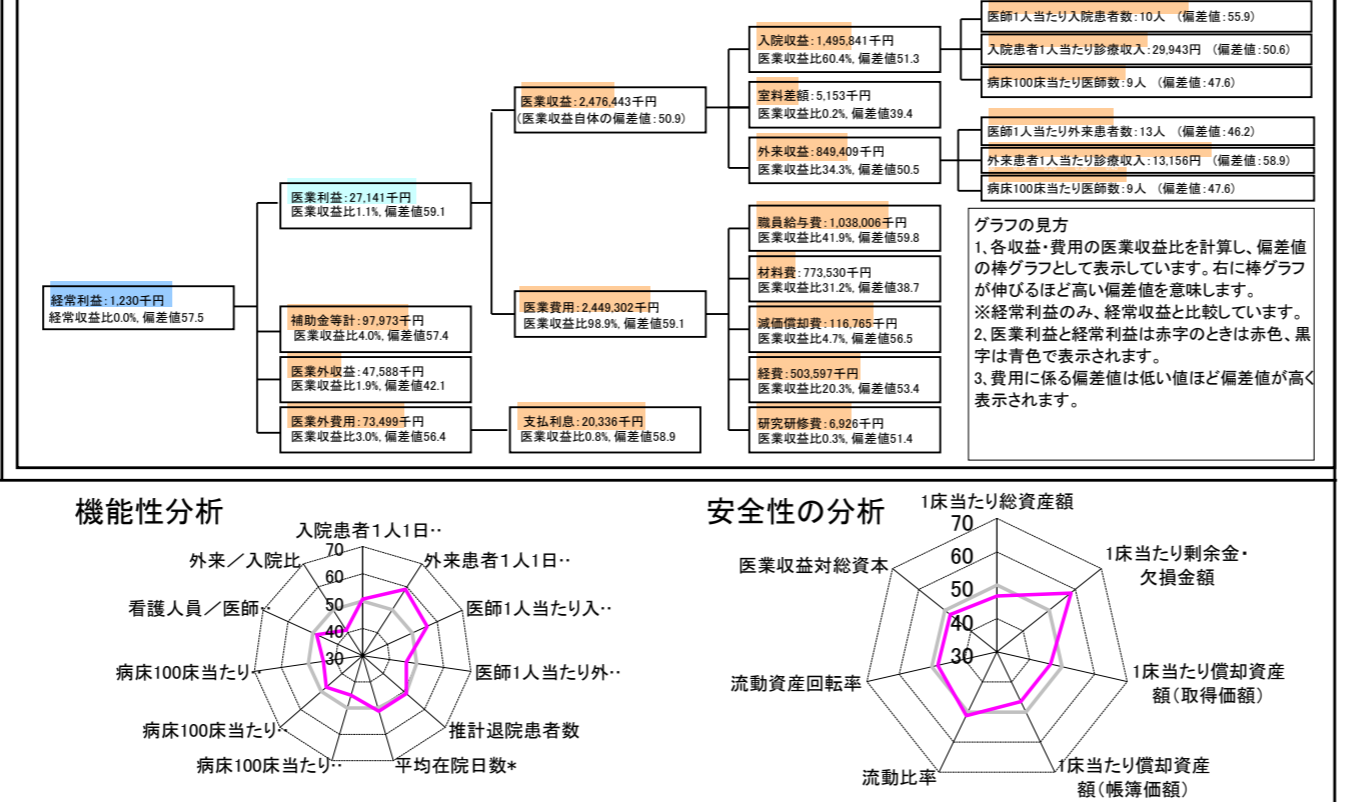 医師1人当たり入院患者数:10人 (偏差値:55.9)
入院患者1人当たり診療収入:29,943円 (偏差値:50.6)
病床100床当たり医師数:9人 (偏差値:47.6)
入院収益:1,495,841千円
医業収益比60.4%, 偏差値51.3
室料差額:5,153千円
医業収益比0.2%, 偏差値39.4
外来収益:849,409千円
医業収益比34.3%, 偏差値50.5
医師1人当たり外来患者数:13人 (偏差値:46.2)
外来患者1人当たり診療収入:13,156円 (偏差値:58.9)
病床100床当たり医師数:9人 (偏差値:47.6)
医業収益:2,476,443千円
(医業収益自体の偏差値:50.9)
医業利益:27,141千円
医業収益比1.1%, 偏差値59.1
経常利益:1,230千円
経常収益比0.0%, 偏差値57.5
医業費用:2,449,302千円
医業収益比98.9%, 偏差値59.1
職員給与費:1,038,006千円
医業収益比41.9%, 偏差値59.8
材料費:773,530千円
医業収益比31.2%, 偏差値38.7
減価償却費:116,765千円
医業収益比4.7%, 偏差値56.5
経費:503,597千円
医業収益比20.3%, 偏差値53.4
研究研修費:6,926千円
医業収益比0.3%, 偏差値51.4
補助金等計:97,973千円
医業収益比4.0%, 偏差値57.4
医業外収益:47,588千円
医業収益比1.9%, 偏差値42.1
医業外費用:73,499千円
医業収益比3.0%, 偏差値56.4
支払利息:20,336千円
医業収益比0.8%, 偏差値58.9
グラフの見方
1、各収益・費用の医業収益比を計算し、偏差値
の棒グラフとして表示しています。右に棒グラフ
が伸びるほど高い偏差値を意味します。
※経常利益のみ、経常収益と比較しています。
2、医業利益と経常利益は赤字のときは赤色、黒
字は青色で表示されます。
3、費用に係る偏差値は低い値ほど偏差値が高く
表示されます。
機能性分析
入院患者1人1日‥
外来患者1人1日‥
医師1人当たり入‥
医師1人当たり外‥
推計退院患者数
平均在院日数*
病床100床当たり‥
病床100床当たり‥
病床100床当たり‥
看護人員/医師‥
外来/入院比
70
60
50
40
30
安全性の分析
1床当たり総資産額
1床当たり剰余金・
欠損金額
1床当たり償却資産
額(取得価額)
1床当たり償却資産
額(帳簿価額)
流動比率
流動資産回転率
医業収益対総資本
70
60
50
40
30